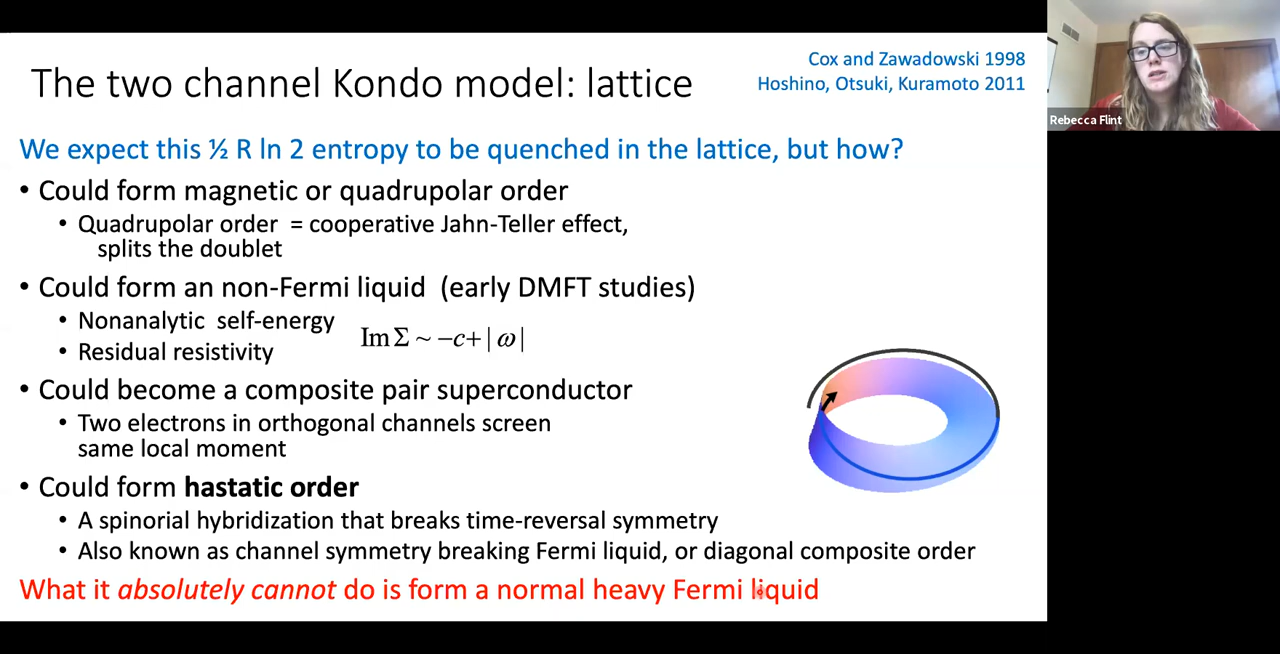 The two channel Kondo model: lattice
Cox and Zawadowski 1998
Hoshino, Otsuki, Kuramoto 2011
Rebecca Flint
We expect this ½ R ln 2 entropy to be quenched in the lattice, but how?
• Could form magnetic or quadrupolar order
• Quadrupolar order = cooperative Jahn-Teller effect,
splits the doublet
• Could form an non-Fermi liquid (early DMFT studies)
• Nonanalytic self-energy
Im Σ ~ −c+ | ω |
• Residual resistivity
• Could become a composite pair superconductor
• Two electrons in orthogonal channels screen
same local moment
• Could form hastatic order
• A spinorial hybridization that breaks time-reversal symmetry
• Also known as channel symmetry breaking Fermi liquid, or diagonal composite order
What it absolutely cannot do is form a normal heavy Fermi liquid